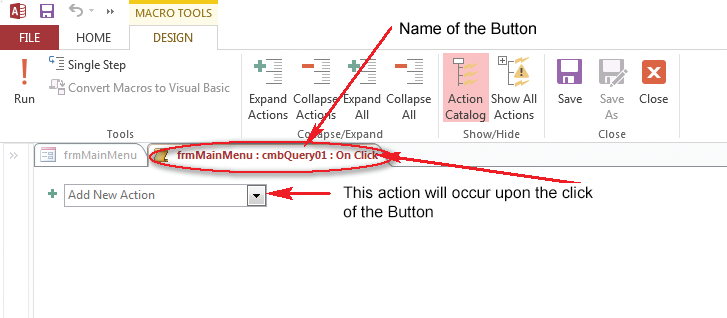 MACRO TOOLS
FILE HOME DESIGN
Name of the Button
Single Step
Convert Macros to Visual Basic
Run
Expand Actions
Collapse Actions
Expand All
Collapse All
Action Catalog
Show All Actions
Save
Save As
Close
Tools Collapse/Expand Show/Hide Close
frmMainMenu frmMainMenu : cmbQuery01 : On Click
Add New Action
This action will occur upon the click
of the Button